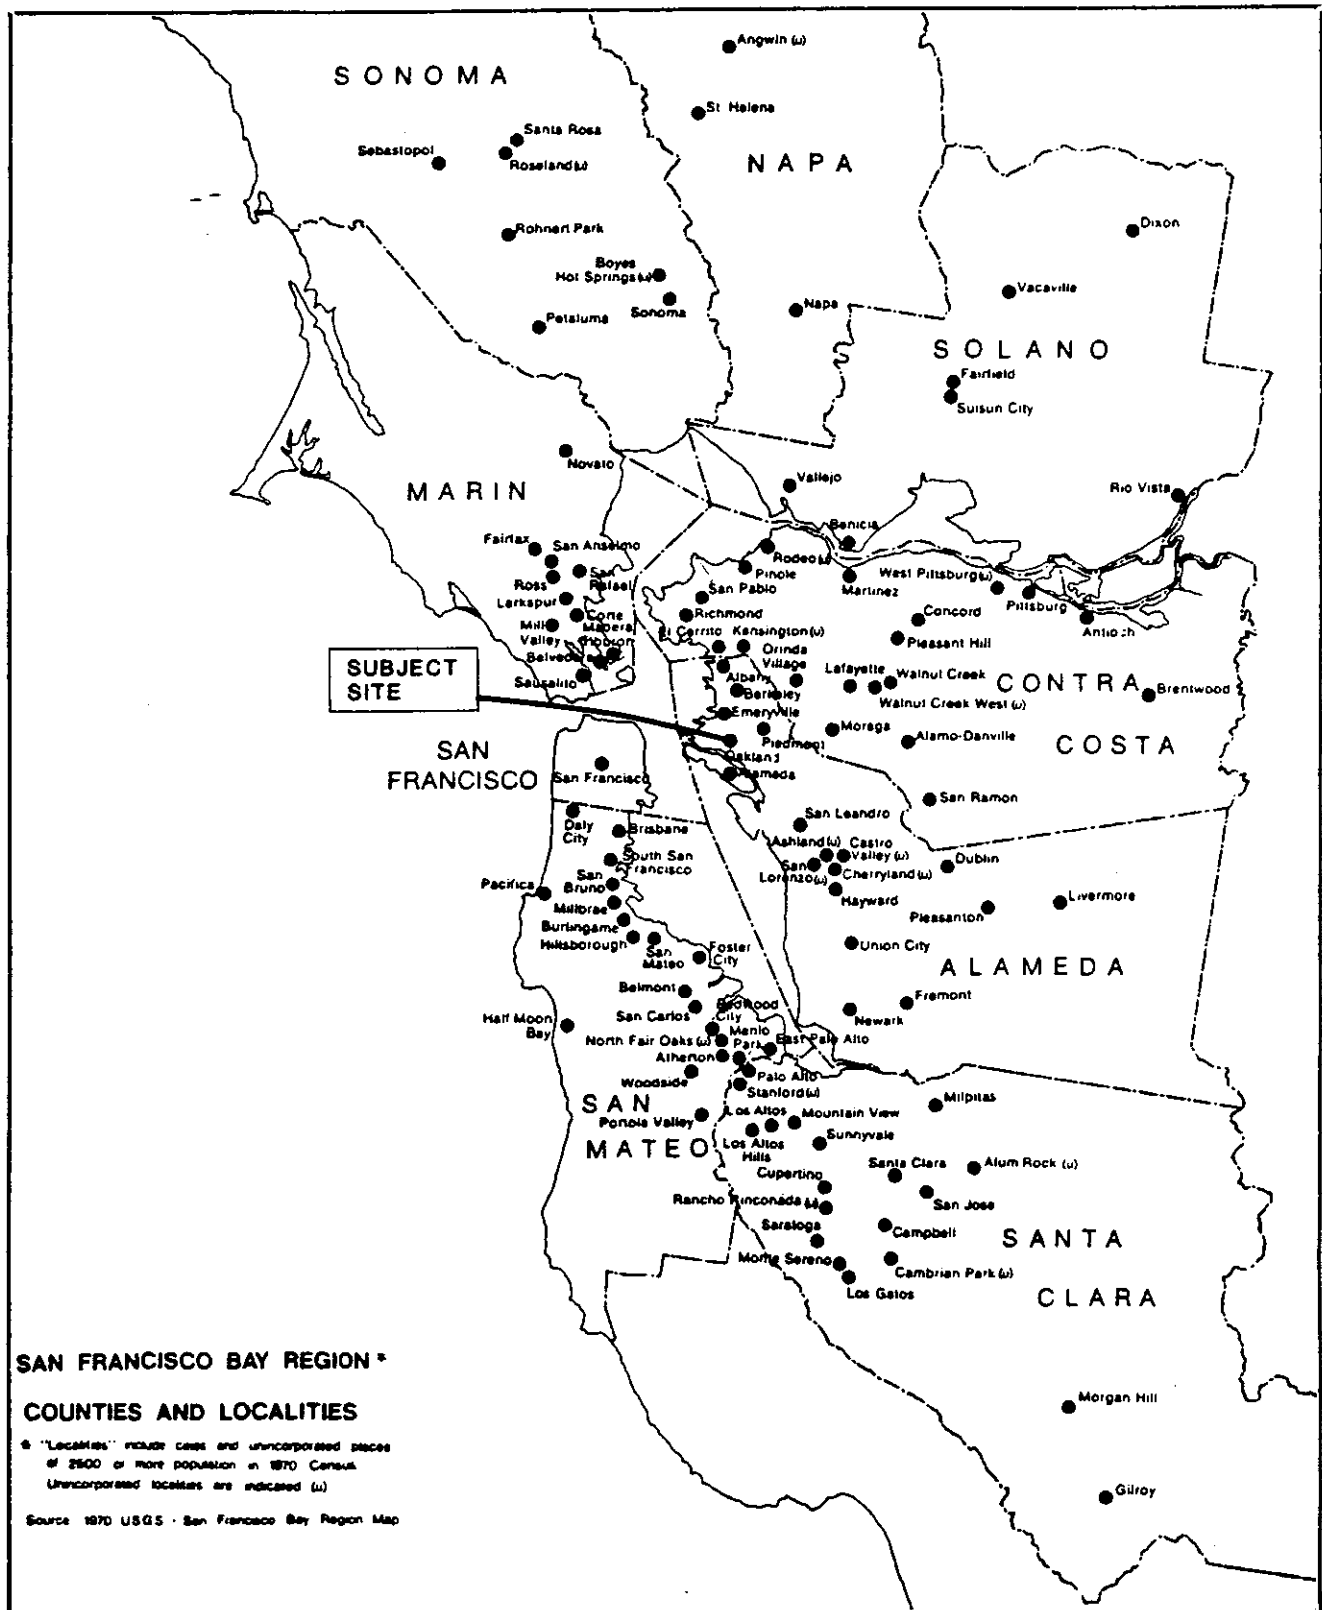 Angwin (u)
SONOMA
St Helena
Santa Rosa
Sebastopol
Roseland(u)
NAPA
Dixon
Rohnert Park
Boyes
Hot Springs(u)
Vacaville
Sonoma
Napa
Petaluma
SOLANO
Fairfield
Suisun City
Novato
Vallejo
MARIN
Rio Vista
Benicia
Fairfax
San Anselmo
Rodeo(u)
Pinole
West Pittsburg(u)
Ross
San
Rafael
Martinez
Pittsburg
Larkspur
San Pablo
Corte
Madera
Richmond
Concord
Antioch
Mill
Valley
El Cerrito
Kensington(u)
Pleasant Hill
Tiburon
Belvedere
Orinda
Village
SUBJECT
SITE
Albany
Lafayette
Walnut Creek
CONTRA
Brentwood
Sausalito
Berkeley
Walnut Creek West (u)
Emeryville
Moraga
Piedmont
Alamo-Danville
COSTA
SAN
FRANCISCO
Oakland
San Francisco
Alameda
San Ramon
Daly
City
Brisbane
San Leandro
Ashland(u)
Castro
Valley (u)
South San
Francisco
San
Lorenzo(u)
Cherryland(u)
Dublin
San
Bruno
Pacifica
Hayward
Livermore
Millbrae
Pleasanton
Burlingame
Hillsborough
San
Mateo
Foster
City
Union City
ALAMEDA
Belmont
Redwood
City
Fremont
San Carlos
Newark
Half Moon
Bay
Menlo
Park
North Fair Oaks (u)
East Palo Alto
Atherton
Woodside
Palo Alto
Stanford(u)
SAN
MATEO
Milpitas
Portola Valley
Los Altos
Mountain View
Los Altos
Hills
Sunnyvale
Cupertino
Santa Clara
Alum Rock (u)
Rancho Rinconada (u)
San Jose
Saratoga
Campbell
SANTA
CLARA
Monte Sereno
Cambrian Park (u)
Los Gatos
SAN FRANCISCO BAY REGION *
COUNTIES AND LOCALITIES
Morgan Hill
* "Localities" include cities and unincorporated places
of 2500 or more population in 1970 Census.
Unincorporated localities are indicated (u)
Gilroy
Source 1970 USGS - San Francisco Bay Region Map